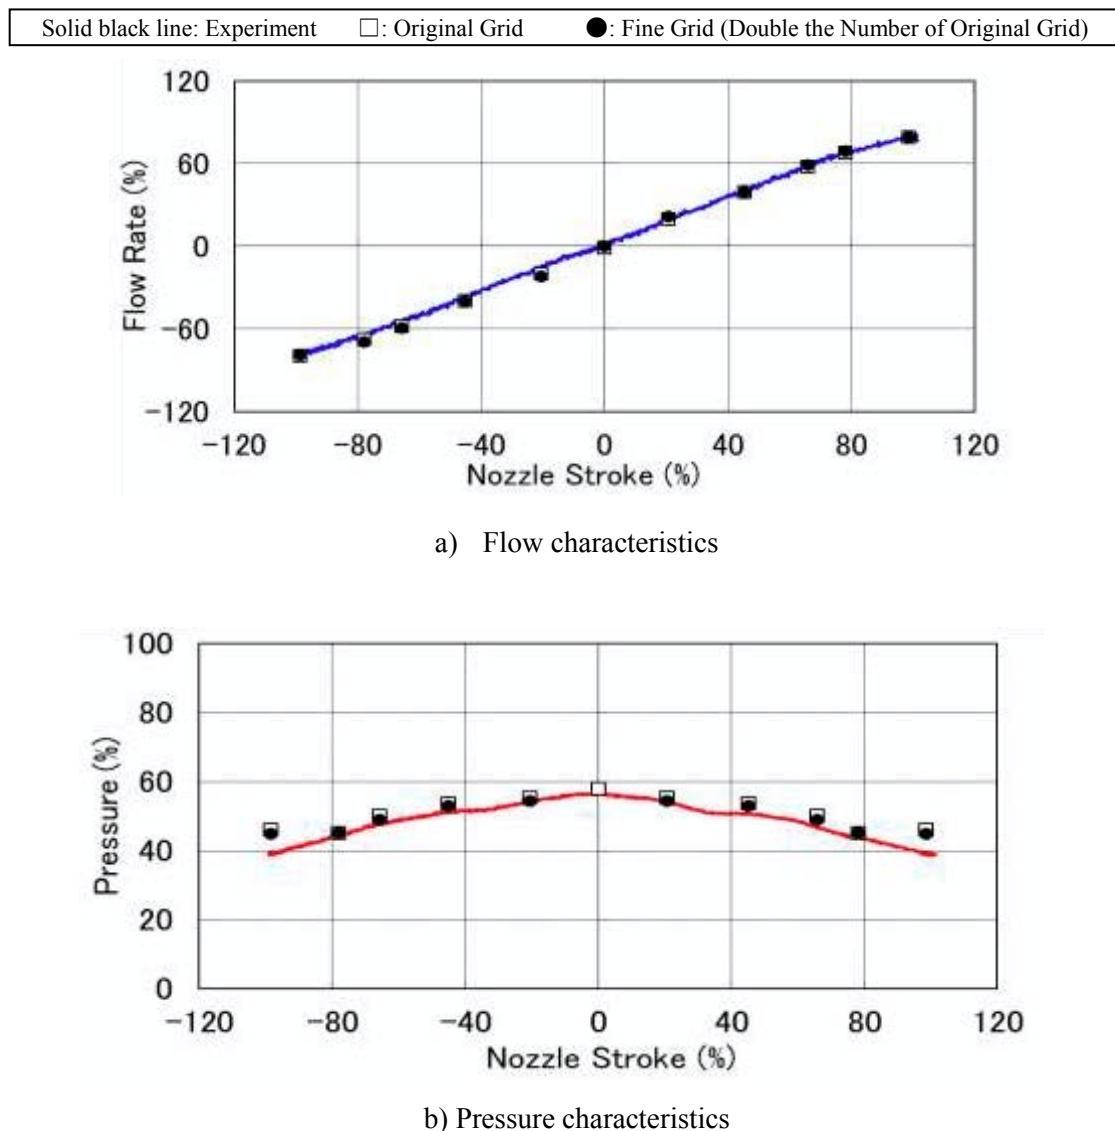 Solid black line: Experiment □: Original Grid ●: Fine Grid (Double the Number of Original Grid)
120
60
0
−60
−120
Flow Rate (%)
−120 −80 −40 0 40 80 120
Nozzle Stroke (%)
a) Flow characteristics
100
80
60
40
20
0
Pressure (%)
−120 −80 −40 0 40 80 120
Nozzle Stroke (%)
b) Pressure characteristics